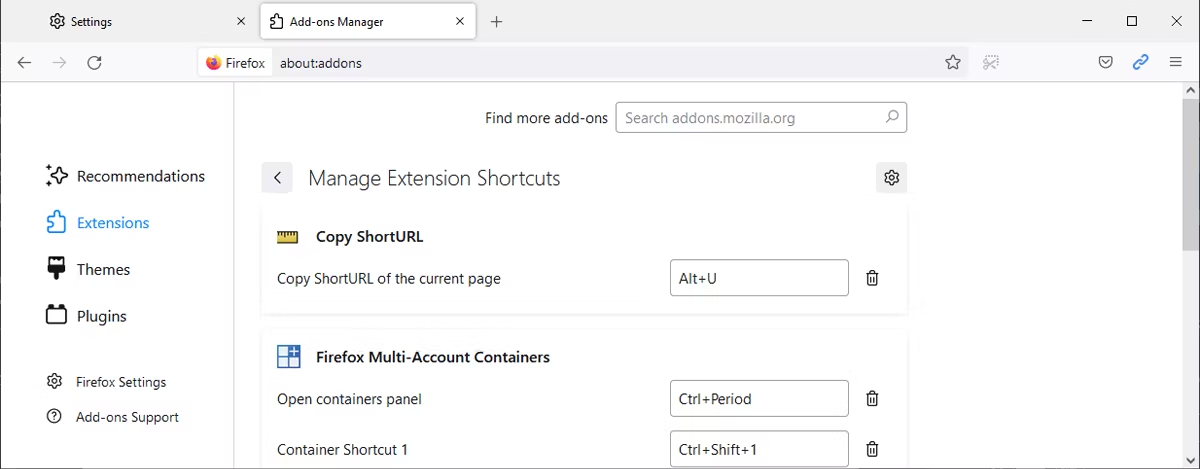 Settings
Add-ons Manager
Firefox about:addons
Find more add-ons Search addons.mozilla.org
Recommendations
Extensions
Themes
Plugins
Firefox Settings
Add-ons Support
Manage Extension Shortcuts
Copy ShortURL
Copy ShortURL of the current page Alt+U
Firefox Multi-Account Containers
Open containers panel Ctrl+Period
Container Shortcut 1 Ctrl+Shift+1